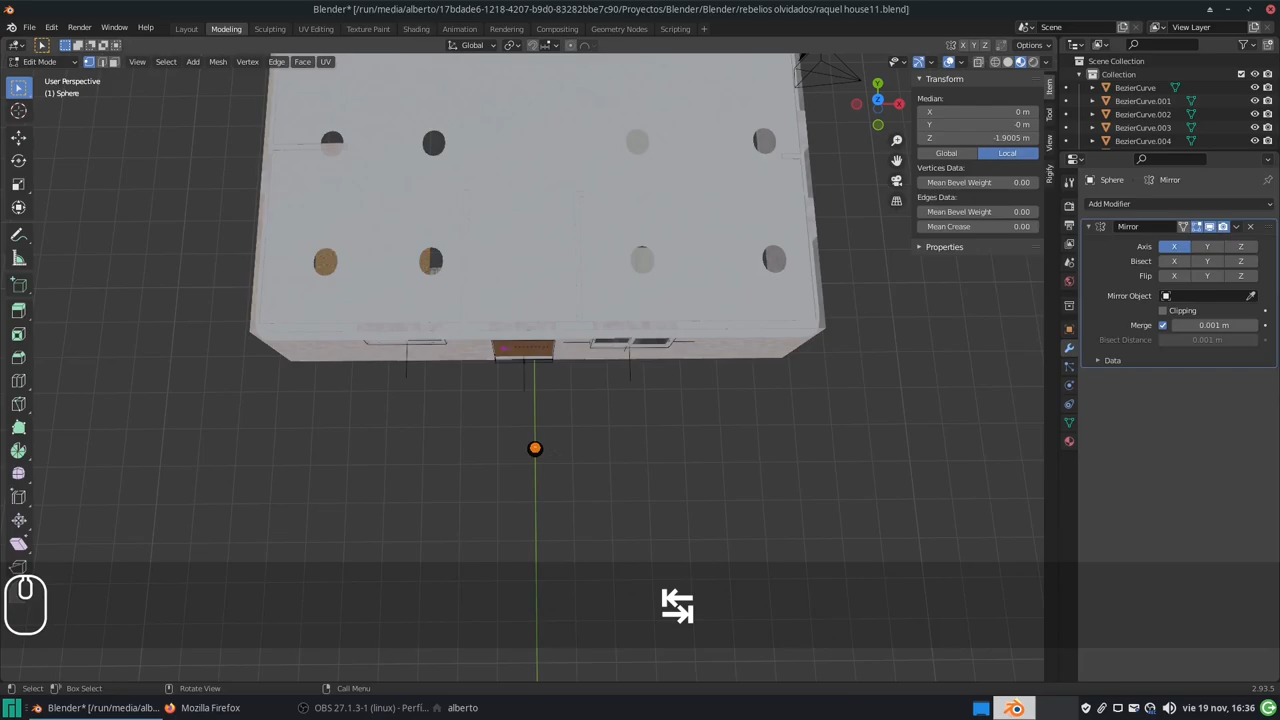 Blender* [/run/media/alberto/17bdade6-1218-4207-b9d0-83282bbe7c90/Proyectos/Blender/Blender/rebelios olvidados/raquel house11.blend]
File Edit Render Window Help Layout Modeling Sculpting UV Editing Texture Paint Shading Animation Rendering Compositing Geometry Nodes Scripting Scene View Layer
Global X Y Z Options
Edit Mode View Select Add Mesh Vertex Edge Face UV
User Perspective
(1) Sphere
Transform
Median:
X 0 m
Y -0 m
Z -1.9005 m
Global Local
Vertices Data:
Mean Bevel Weight 0.00
Edges Data:
Mean Bevel Weight 0.00
Mean Crease 0.00
Properties
Item
Tool
View
Rigify
Y
Z
X
Scene Collection
Collection
BezierCurve
BezierCurve.001
BezierCurve.002
BezierCurve.003
BezierCurve.004
Sphere Mirror
Add Modifier
Mirror
Axis X Y Z
Bisect X Y Z
Flip X Y Z
Mirror Object
Clipping
Merge 0.001 m
Bisect Distance 0.001 m
Data
Select Box Select Rotate View Call Menu 2.93.5
Blender* [/run/media/alb... Mozilla Firefox OBS 27.1.3-1 (linux) - Perfi... alberto vie 19 nov, 16:36